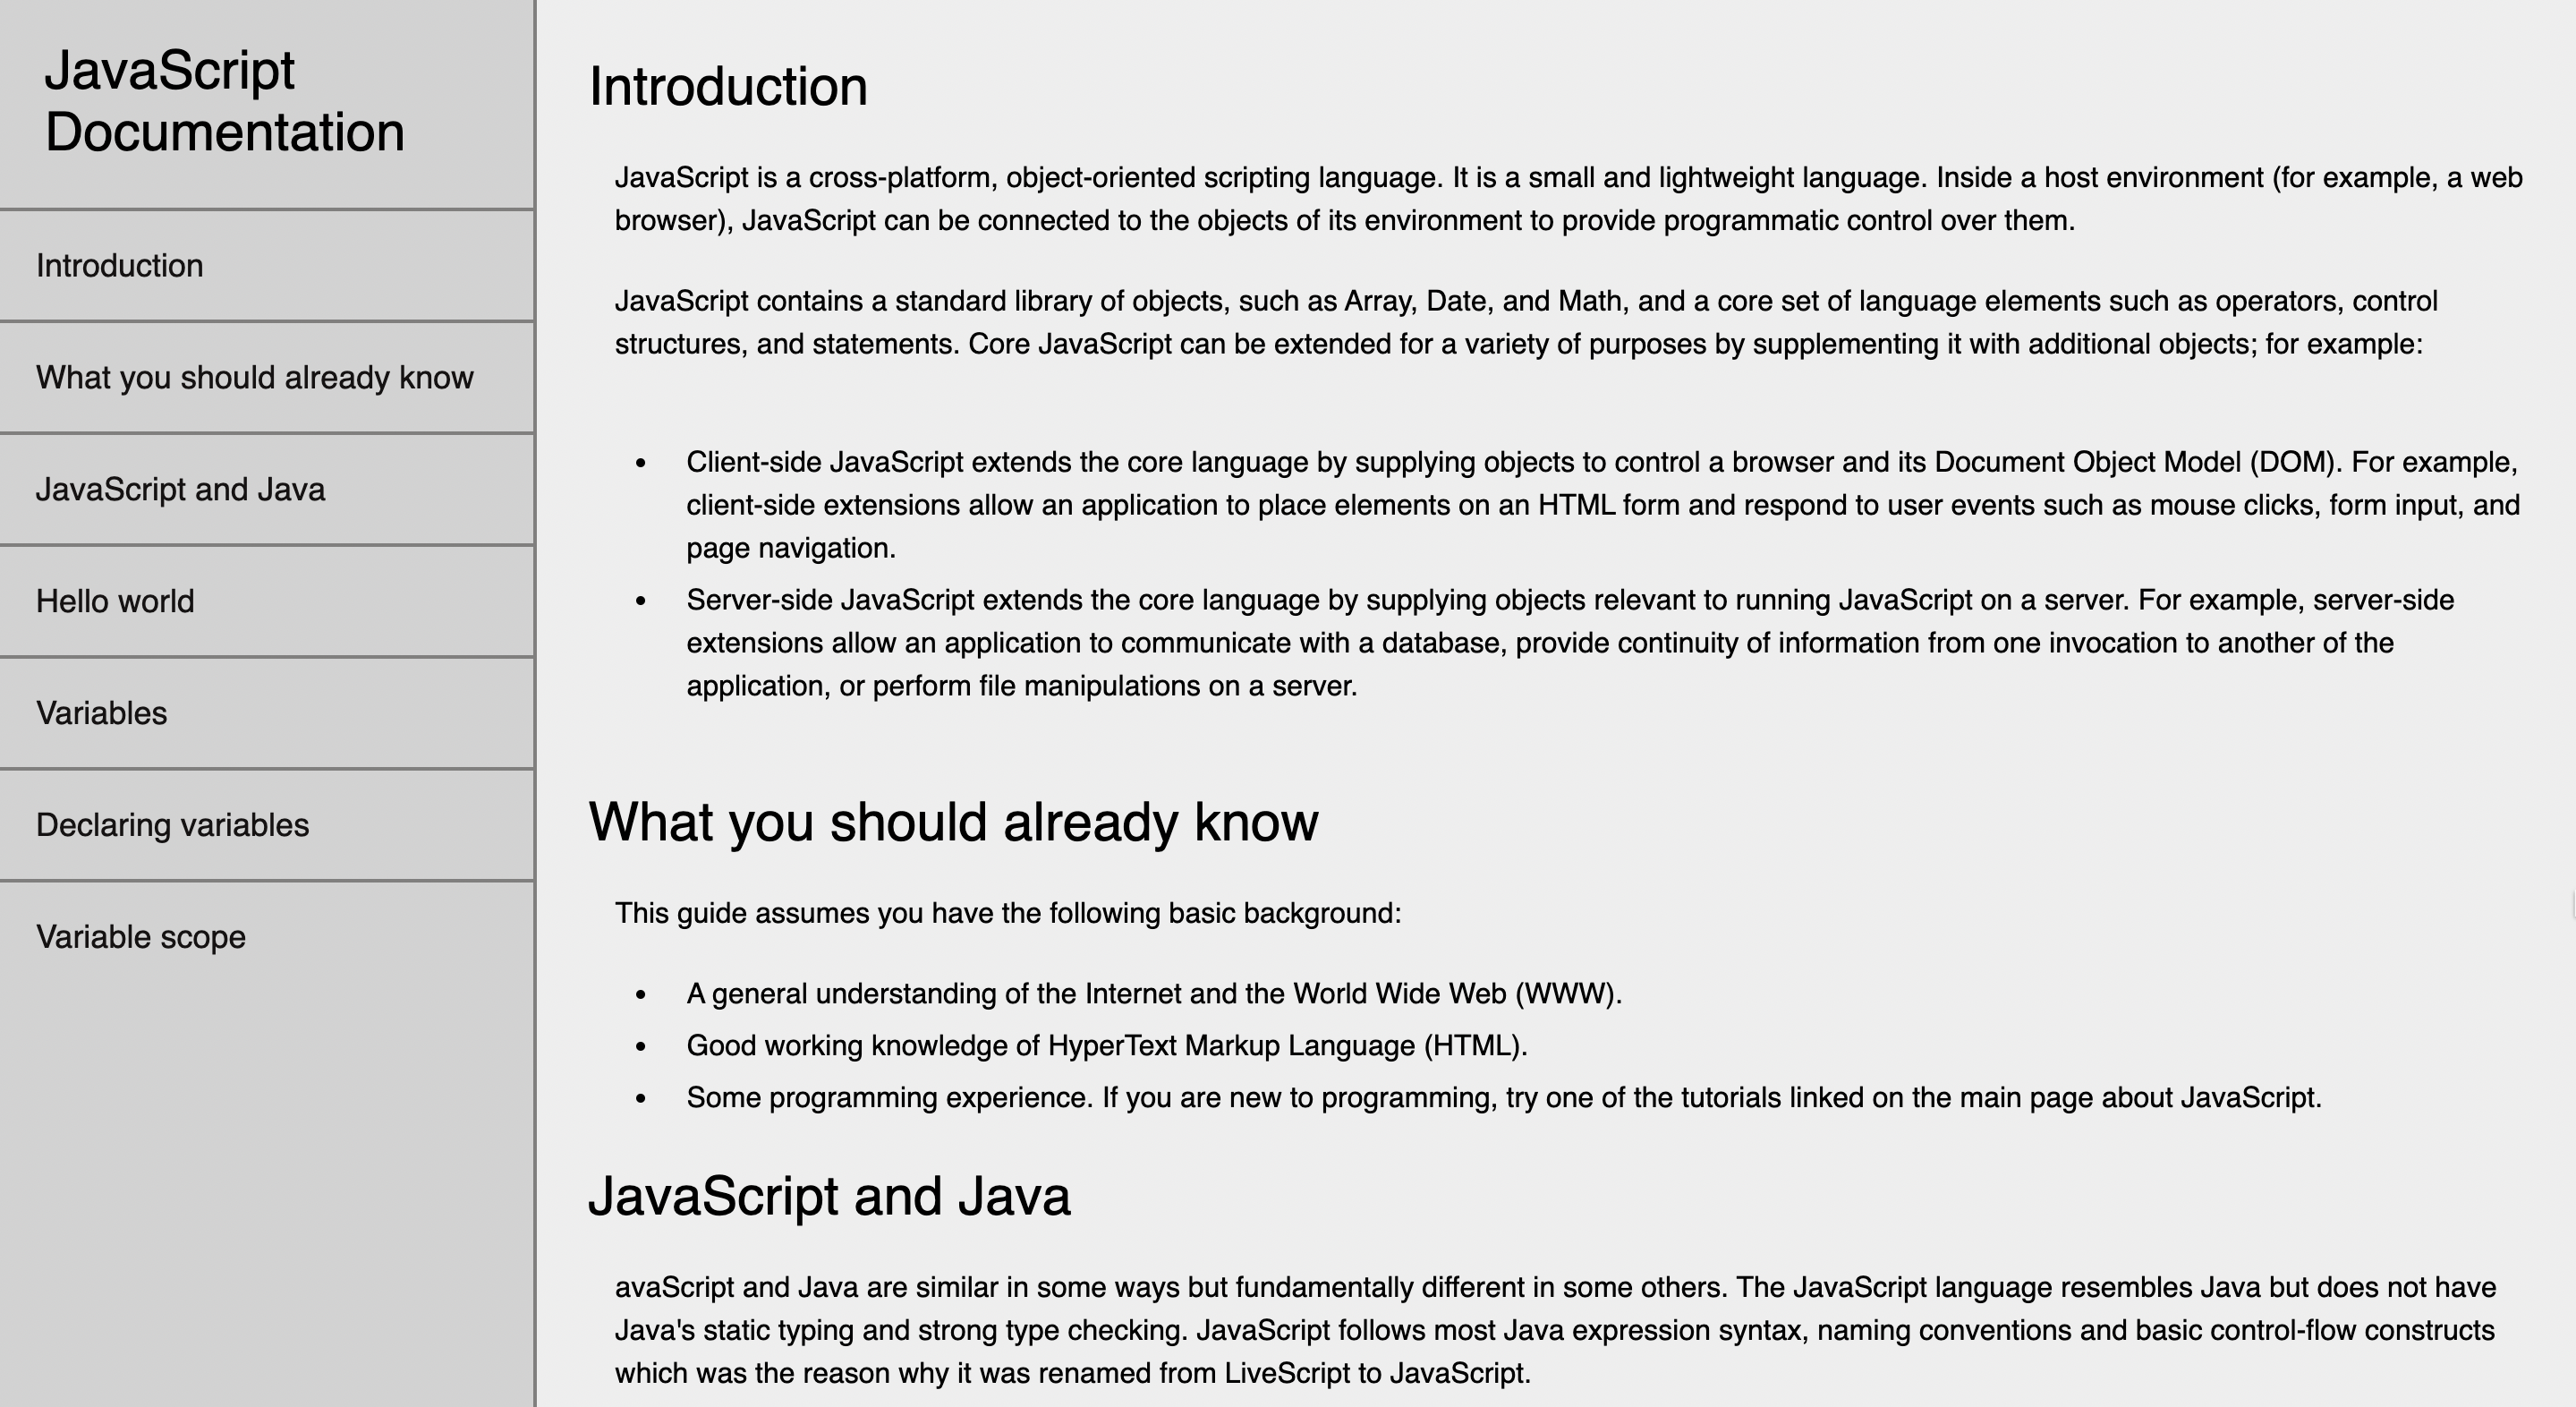 JavaScript
Documentation
Introduction
What you should already know
JavaScript and Java
Hello world
Variables
Declaring variables
Variable scope
Introduction
JavaScript is a cross-platform, object-oriented scripting language. It is a small and lightweight language. Inside a host environment (for example, a web
browser), JavaScript can be connected to the objects of its environment to provide programmatic control over them.
JavaScript contains a standard library of objects, such as Array, Date, and Math, and a core set of language elements such as operators, control
structures, and statements. Core JavaScript can be extended for a variety of purposes by supplementing it with additional objects; for example:
• Client-side JavaScript extends the core language by supplying objects to control a browser and its Document Object Model (DOM). For example,
client-side extensions allow an application to place elements on an HTML form and respond to user events such as mouse clicks, form input, and
page navigation.
• Server-side JavaScript extends the core language by supplying objects relevant to running JavaScript on a server. For example, server-side
extensions allow an application to communicate with a database, provide continuity of information from one invocation to another of the
application, or perform file manipulations on a server.
What you should already know
This guide assumes you have the following basic background:
• A general understanding of the Internet and the World Wide Web (WWW).
• Good working knowledge of HyperText Markup Language (HTML).
• Some programming experience. If you are new to programming, try one of the tutorials linked on the main page about JavaScript.
JavaScript and Java
avaScript and Java are similar in some ways but fundamentally different in some others. The JavaScript language resembles Java but does not have
Java's static typing and strong type checking. JavaScript follows most Java expression syntax, naming conventions and basic control-flow constructs
which was the reason why it was renamed from LiveScript to JavaScript.